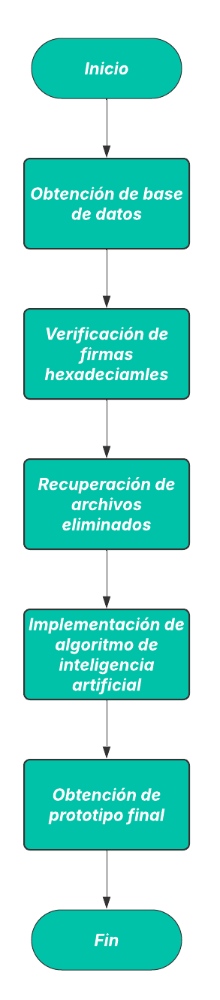 Inicio
Obtención de base
de datos
Verificación de
firmas
hexadeciamles
Recuperación de
archivos
eliminados
Implementación de
algoritmo de
inteligencia
artificial
Obtención de
prototipo final
Fin